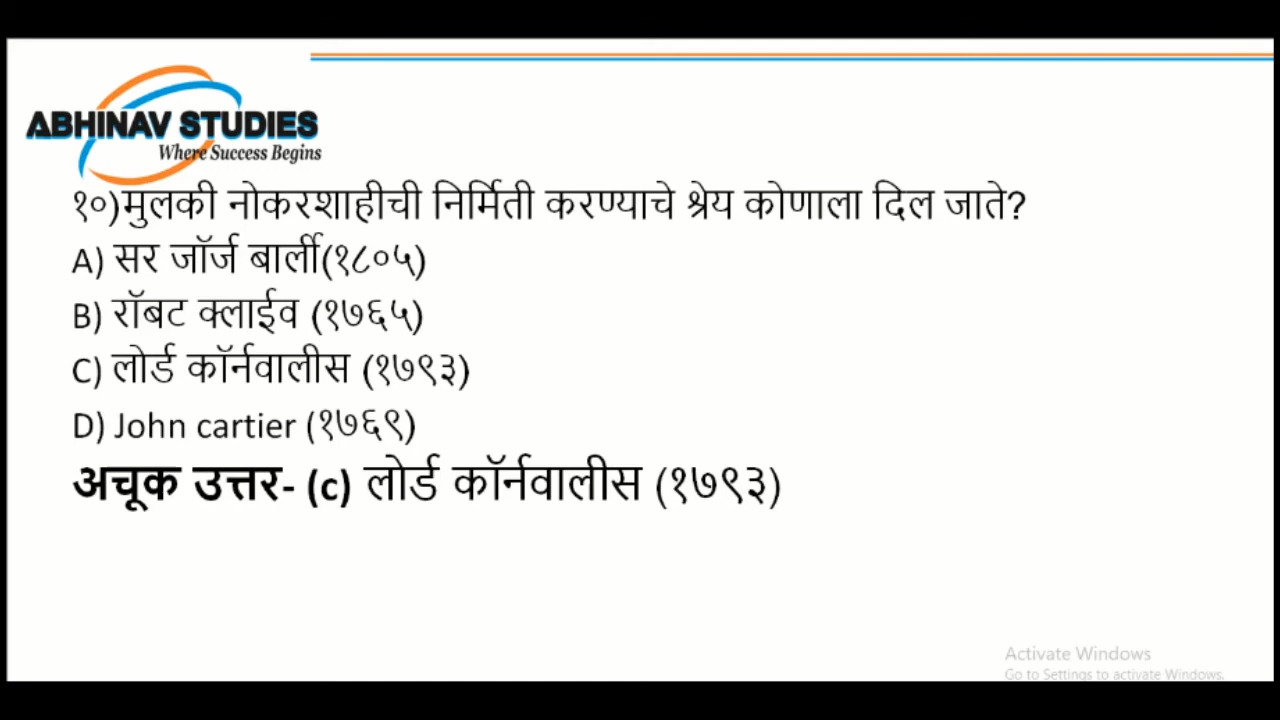 ABHINAV STUDIES
Where Success Begins
१०)मुलकी नोकरशाहीची निर्मिती करण्याचे श्रेय कोणाला दिल जाते?
A) सर जॉर्ज बार्ली(१८०५)
B) रॉबट क्लाईव (१७६५)
C) लोर्ड कॉर्नवालीस (१७९३)
D) John cartier (१७६९)
अचूक उत्तर- (c) लोर्ड कॉर्नवालीस (१७९३)
Activate Windows
Go to Settings to activate Windows.